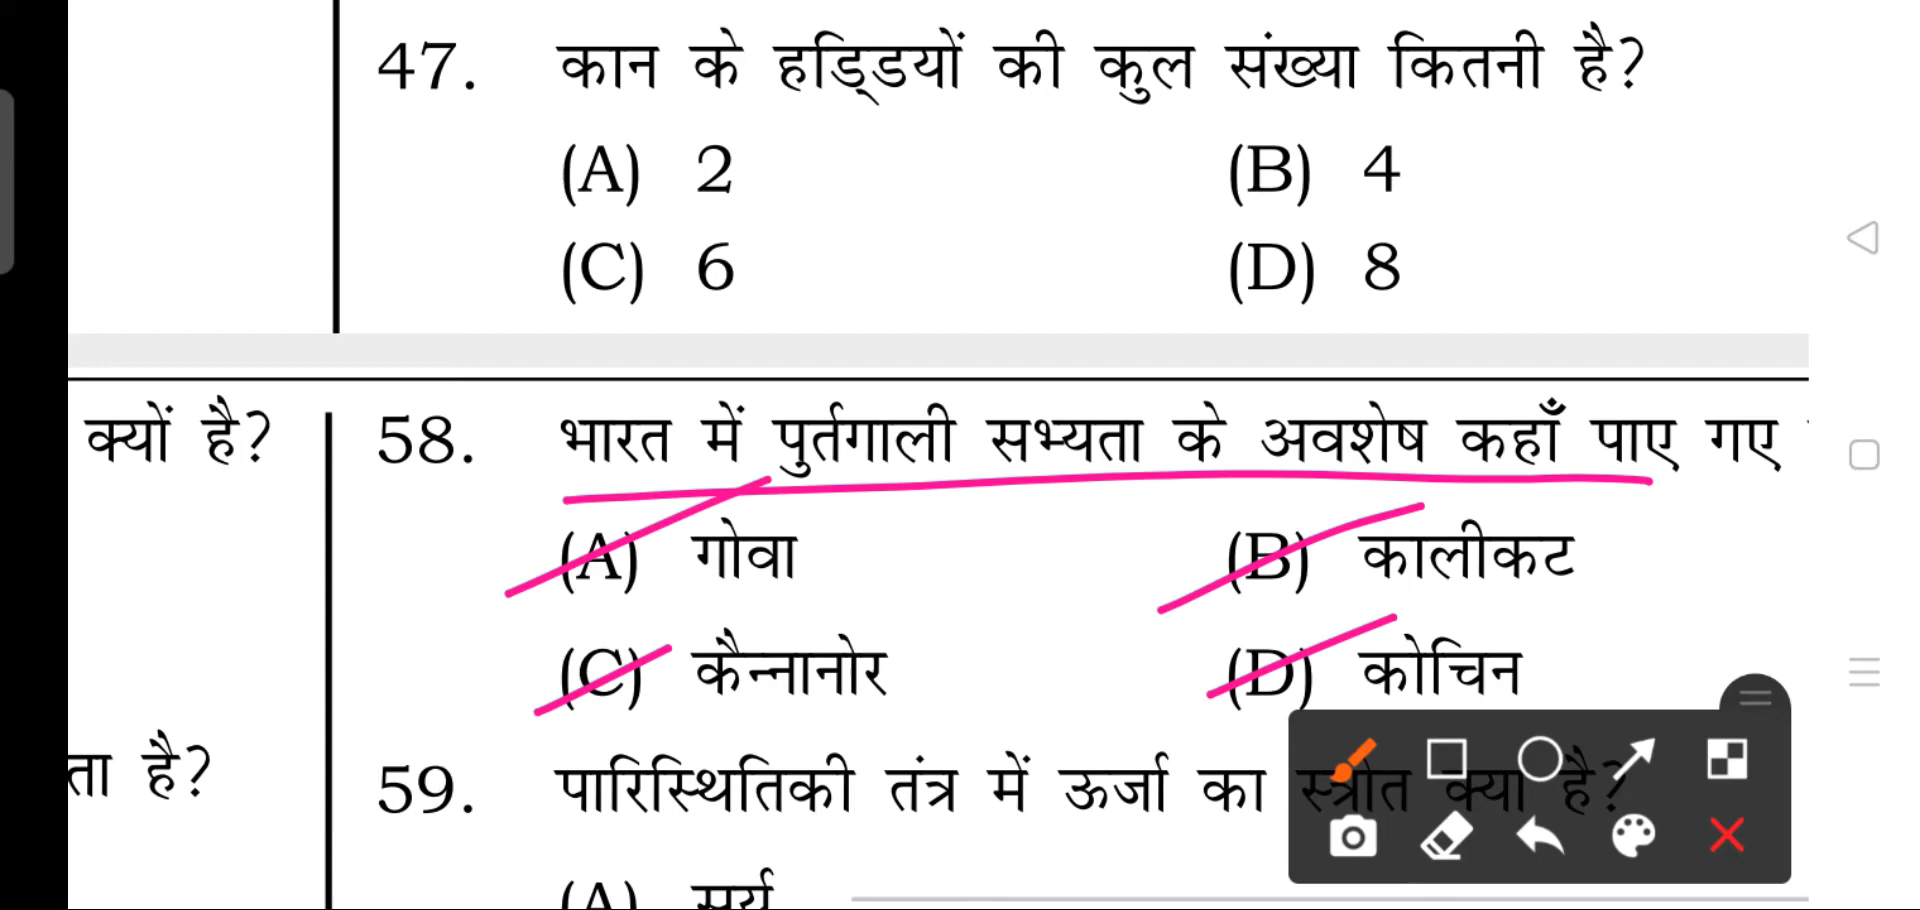 47. कान के हड्डियों की कुल संख्या कितनी है?
(A) 2 (B) 4
(C) 6 (D) 8
क्यों है?
58. भारत में पुर्तगाली सभ्यता के अवशेष कहाँ पाए गए
(A) गोवा (B) कालीकट
(C) कैन्नानोर (D) कोचिन
ता है?
59. पारिस्थितिकी तंत्र में ऊर्जा का स्त्रोत क्या है?
(A) सूर्य